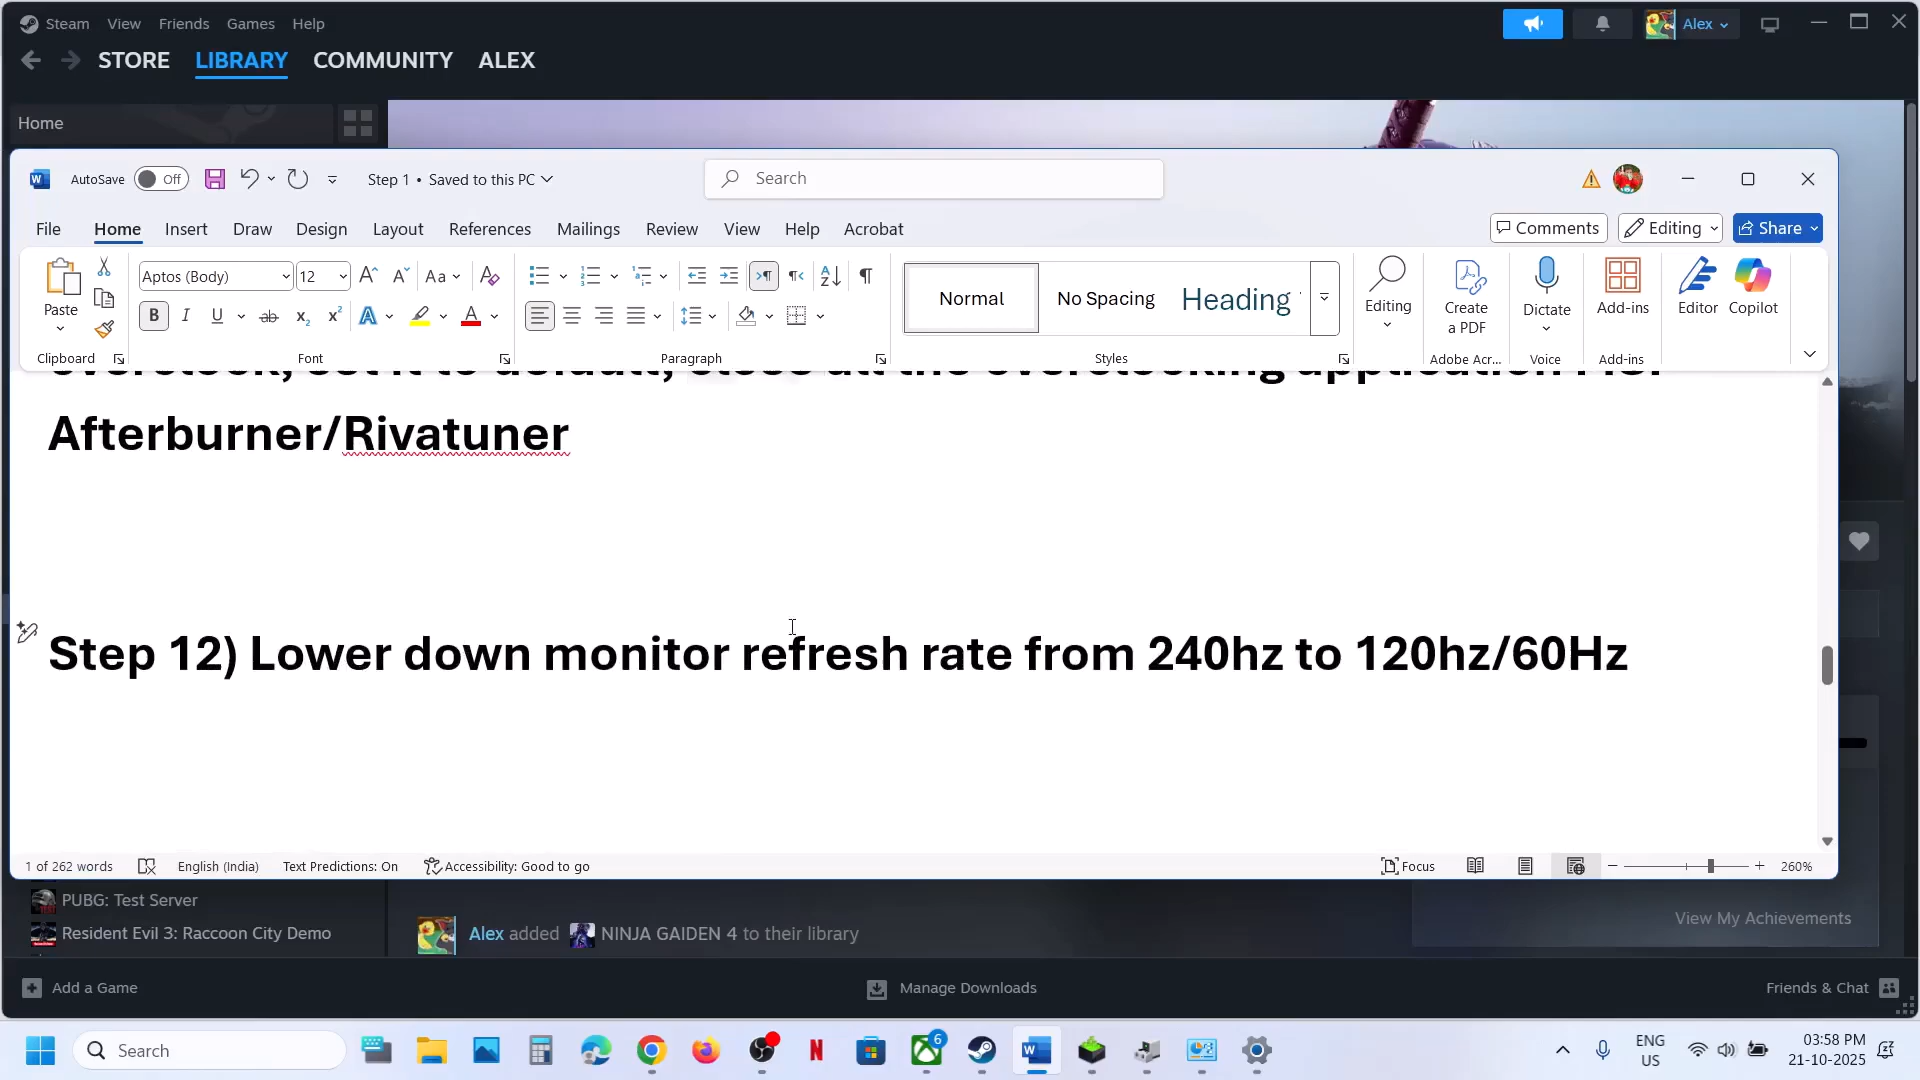 Steam View Friends Games Help
Alex
STORE LIBRARY COMMUNITY ALEX
Home
AutoSave Off
Step 1 • Saved to this PC
Search
File Home Insert Draw Design Layout References Mailings Review View Help Acrobat
Comments Editing Share
Paste
Clipboard
Aptos (Body) 12
Font
Paragraph
Normal No Spacing Heading
Styles
Editing
Create a PDF
Adobe Acr...
Dictate
Voice
Add-ins
Add-ins
Editor Copilot
Afterburner/Rivatuner
Step 12) Lower down monitor refresh rate from 240hz to 120hz/60Hz
1 of 262 words English (India) Text Predictions: On Accessibility: Good to go Focus 260%
PUBG: Test Server
Resident Evil 3: Raccoon City Demo
Alex added NINJA GAIDEN 4 to their library
View My Achievements
Add a Game Manage Downloads Friends & Chat
Search
6
ENG
US
03:58 PM
21-10-2025